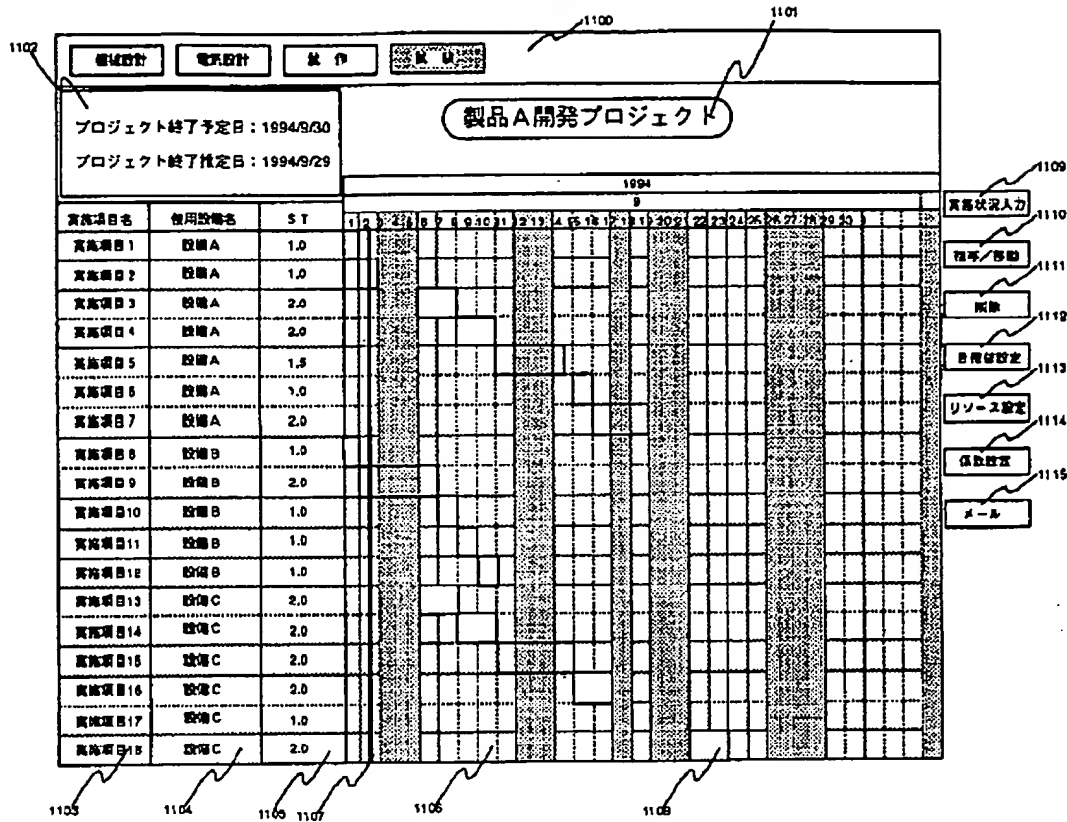 1100
1101
1102
機械設計 電気設計 試作 試験
プロジェクト終了予定日：1994/9/30
プロジェクト終了推定日：1994/9/29
製品A開発プロジェクト
1994
9
実施項目名 使用設備名 ST
実施項目1 設備A 1.0
実施項目2 設備A 1.0
実施項目3 設備A 2.0
実施項目4 設備A 2.0
実施項目5 設備A 1.5
実施項目6 設備A
実施項目7 設備A 2.0
実施項目8 設備B 1.0
実施項目9 設備B 2.0
実施項目10 設備B 1.0
実施項目11 設備B 1.0
実施項目12 設備B 1.0
実施項目13 設備C 2.0
実施項目14 設備C 2.0
実施項目15 設備C 2.0
実施項目16 設備C 2.0
実施項目17 設備C 1.0
実施項目18 設備C 2.0
1109
実施状況入力
1110
1111
解除
1112
目標値設定
1113
リソース設定
1114
係数設定
1115
メール
1103 1104 1105 1107 1106 1108